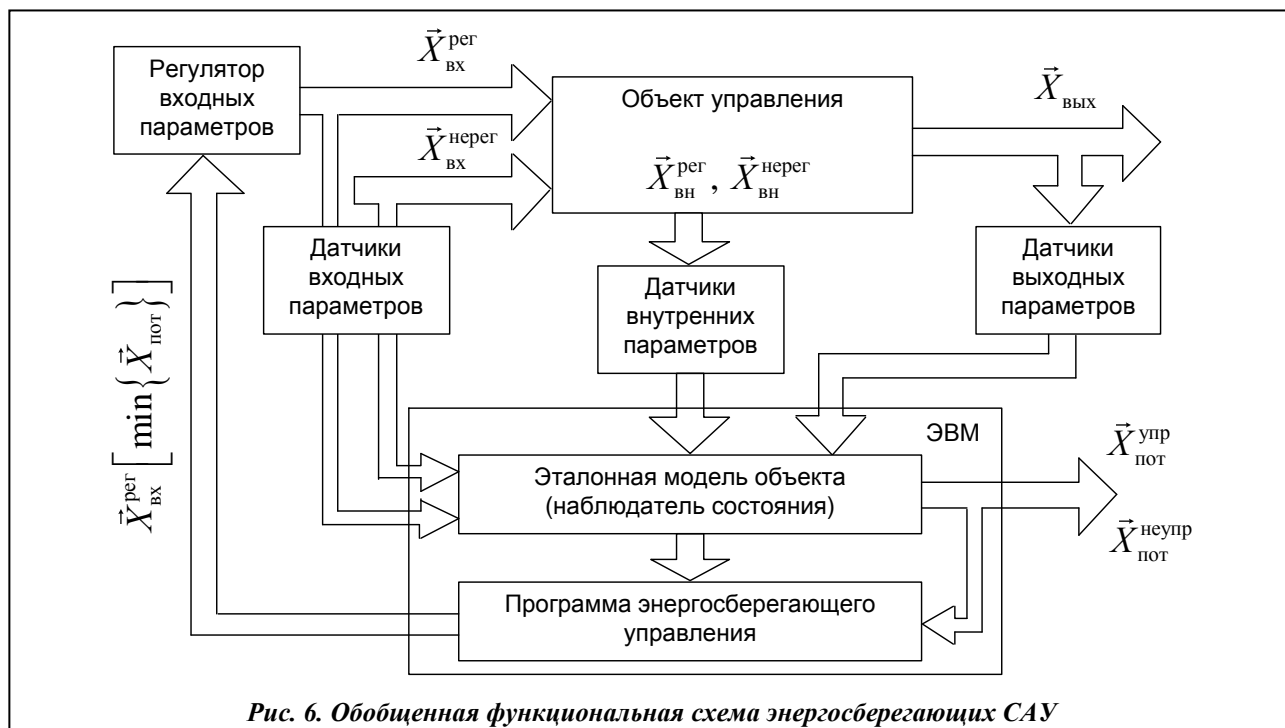 Регулятор
входных
параметров
X⃗ рег вх
X⃗ нерег вх
Объект управления
X⃗ рег вн , X⃗ нерег вн
X⃗ вых
Датчики
входных
параметров
Датчики
внутренних
параметров
Датчики
выходных
параметров
X⃗ рег вх [ min { X⃗ пот } ]
ЭВМ
Эталонная модель объекта
(наблюдатель состояния)
X⃗ упр пот
X⃗ неупр пот
Программа энергосберегающего
управления
Рис. 6. Обобщенная функциональная схема энергосберегающих САУ